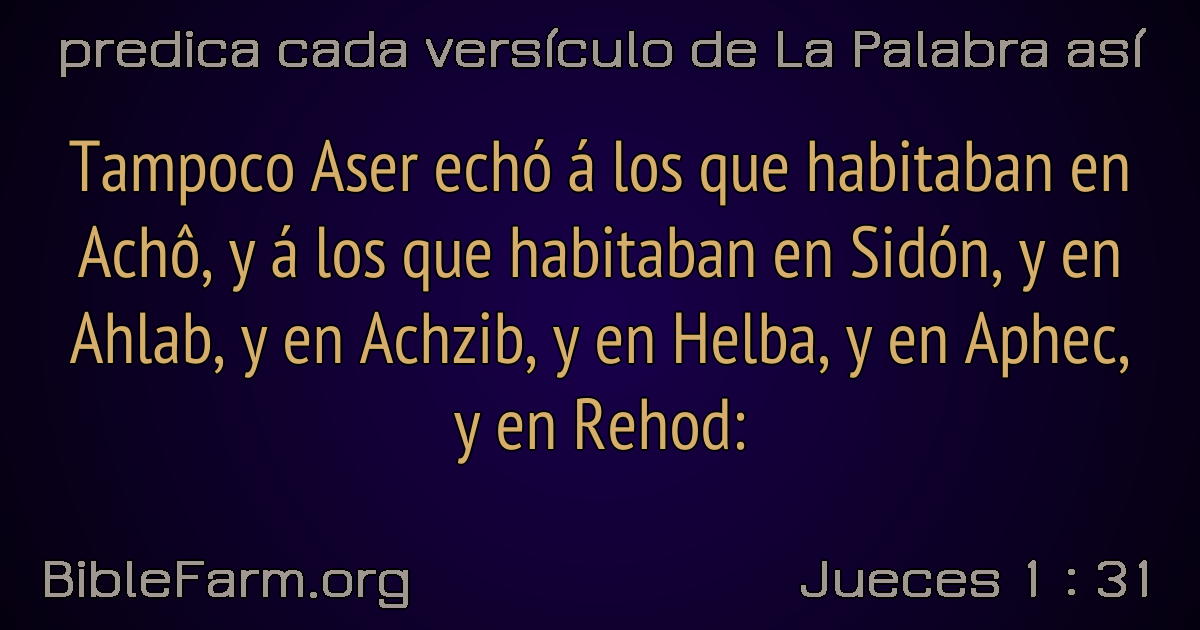 predica cada versículo de La Palabra así
Tampoco Aser echó á los que habitaban en
Achô, y á los que habitaban en Sidón, y en
Ahlab, y en Achzib, y en Helba, y en Aphec,
y en Rehod:
BibleFarm.org
Jueces 1 : 31